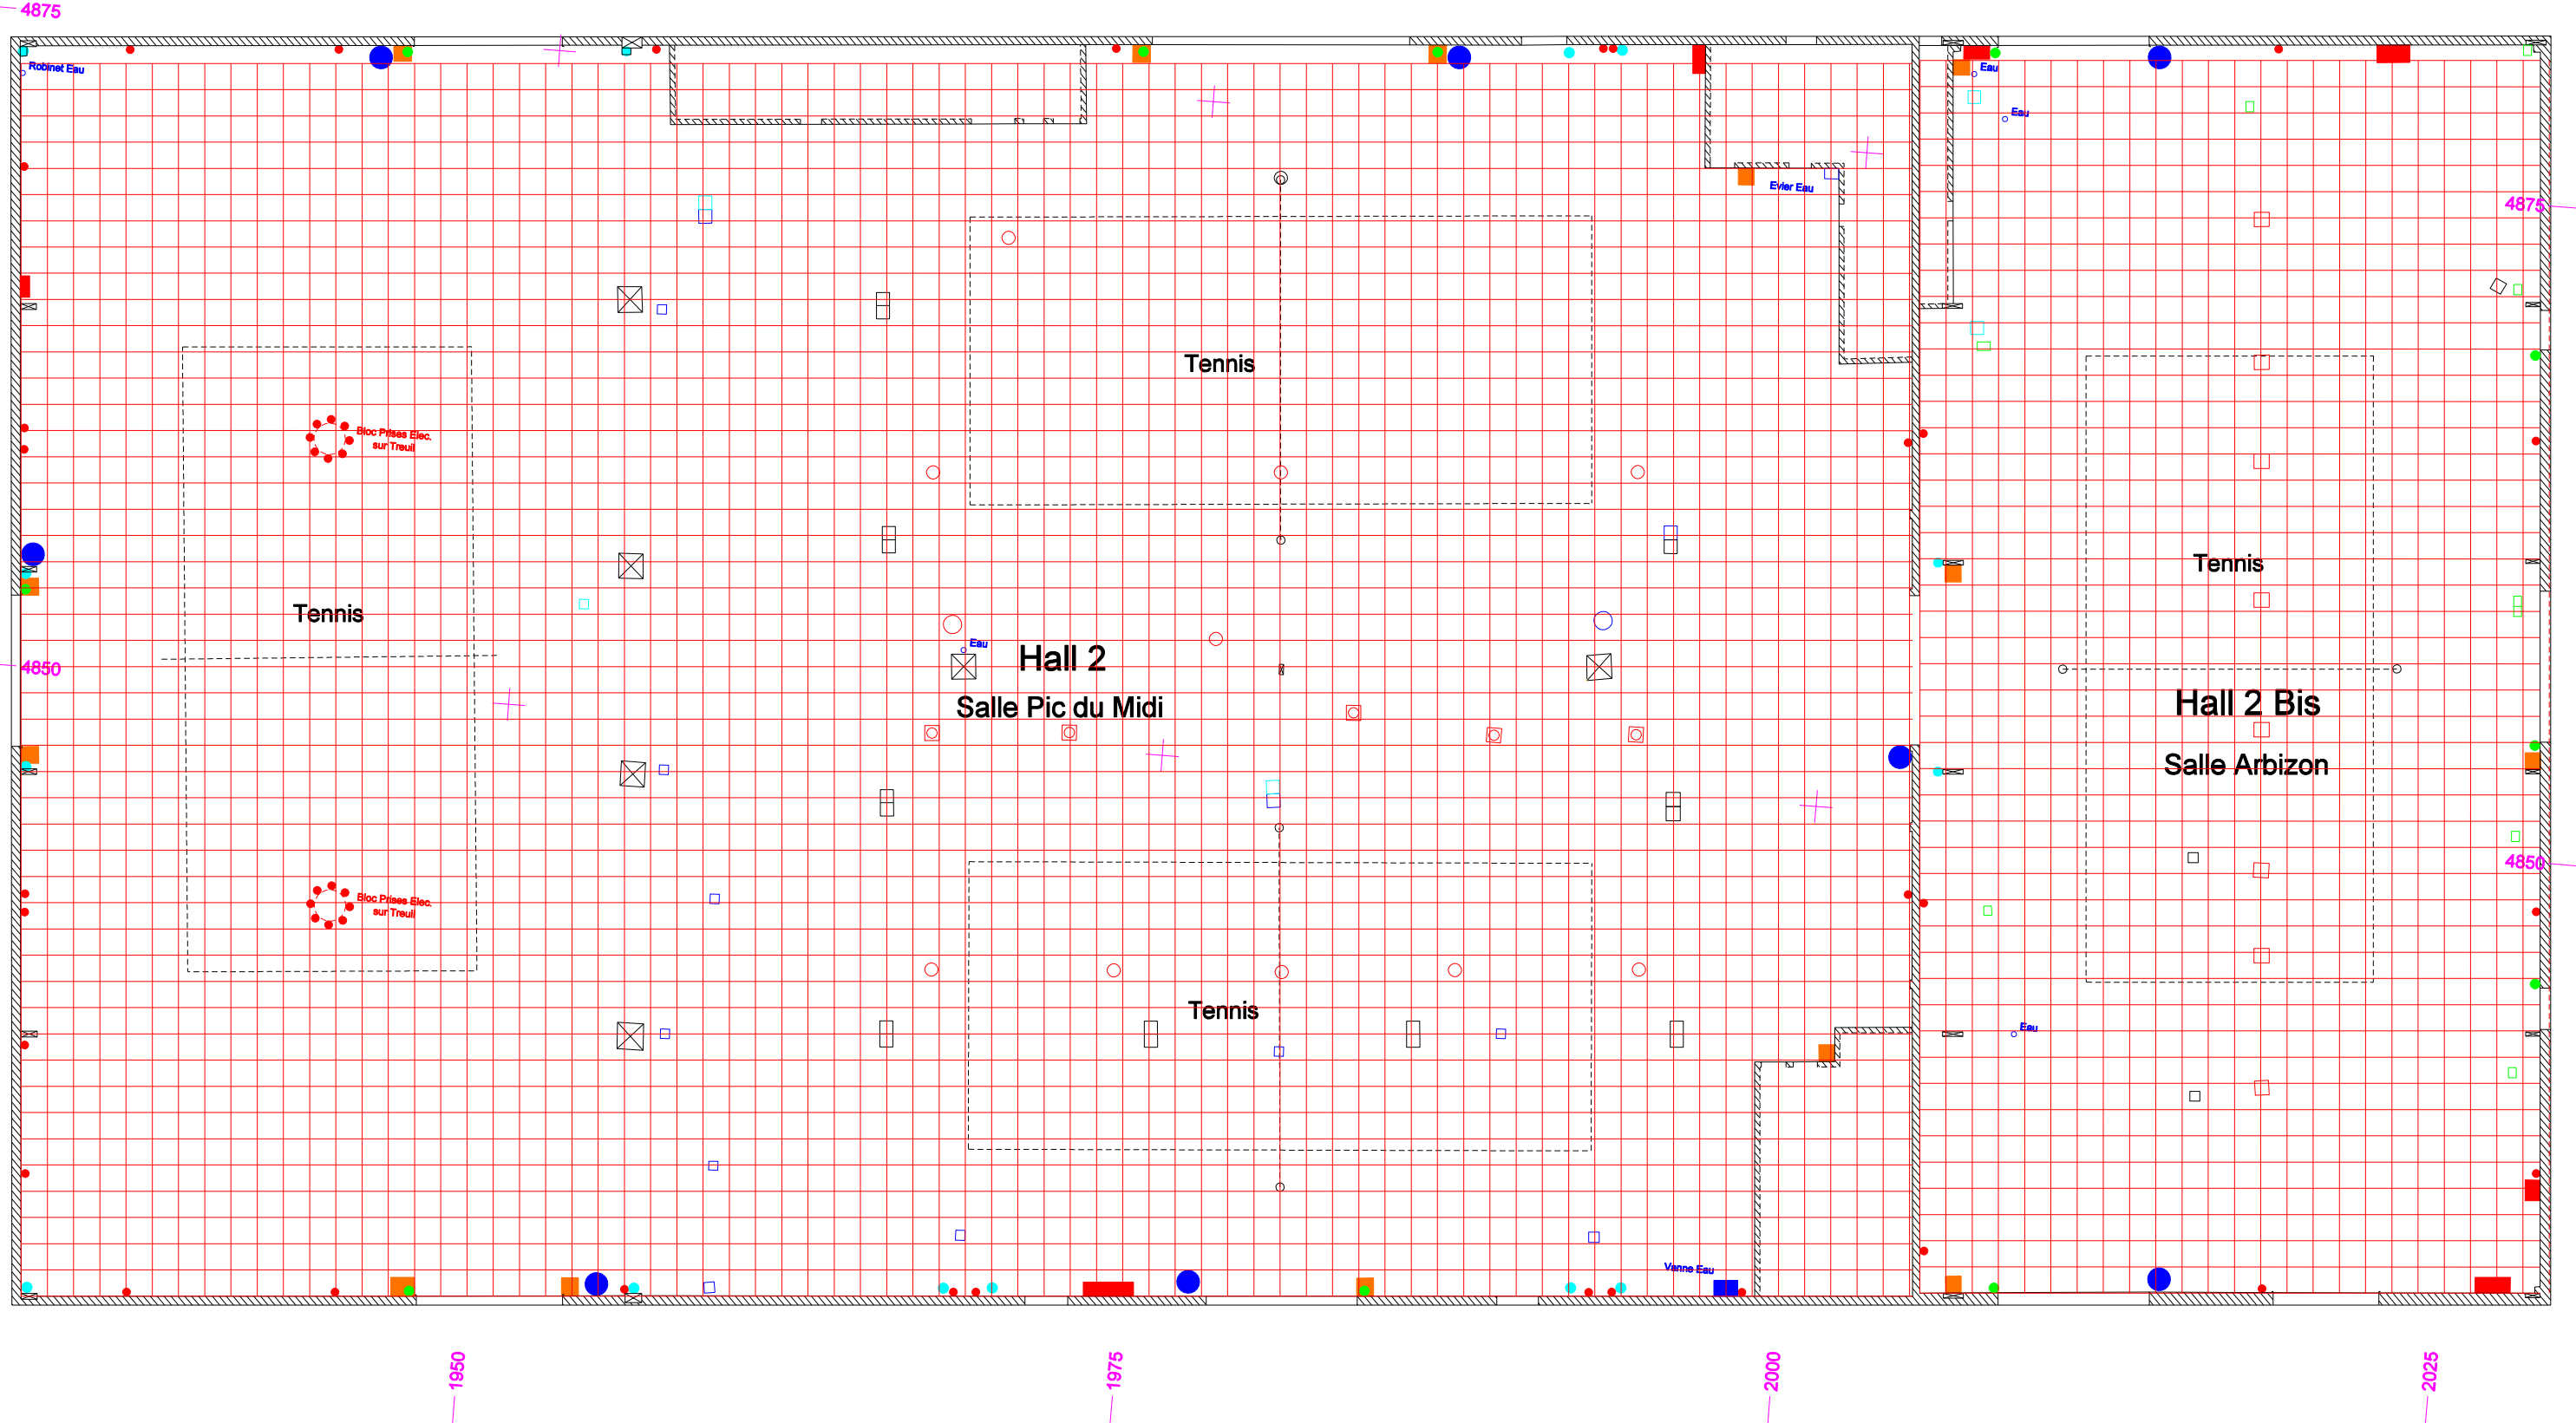 4875
Robinet Eau
Eau
Eau
Evier Eau
4875
Tennis
Bloc Prises Elec.
sur Treuil
Tennis
Tennis
Eau
Hall 2
4850
Salle Pic du Midi
Hall 2 Bis
Salle Arbizon
4850
Bloc Prises Elec.
sur Treuil
Tennis
Eau
Vanne Eau
1950
1975
2000
2025